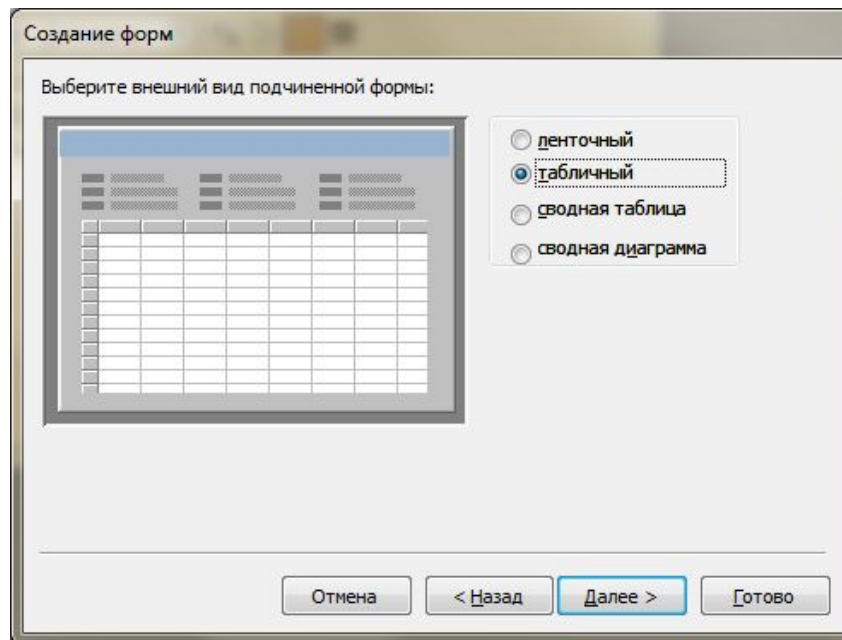 Создание форм
Выберите внешний вид подчиненной формы:
ленточный
табличный
сводная таблица
сводная диаграмма
Отмена
< Назад
Далее >
Готово